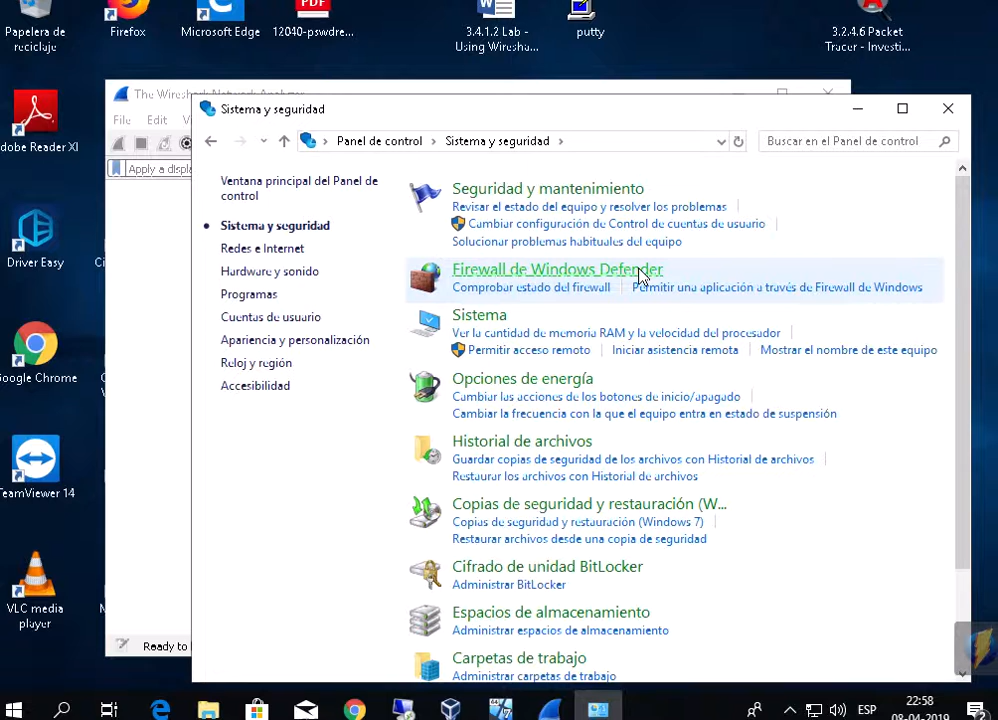 Papelera de
reciclaje
Firefox
Microsoft Edge
PDF
12040-pswdre...
3.4.1.2 Lab -
Using Wiresha...
putty
3.2.4.6 Packet
Tracer - Investi...
dobe Reader XI
Driver Easy
Google Chrome
TeamViewer 14
VLC media
player
The Wireshark Network Analyzer
File Edit
Apply a displa
Ready to
Sistema y seguridad
Panel de control
Sistema y seguridad
Buscar en el Panel de control
Ventana principal del Panel de
control
Sistema y seguridad
Redes e Internet
Hardware y sonido
Programas
Cuentas de usuario
Apariencia y personalización
Reloj y región
Accesibilidad
Seguridad y mantenimiento
Revisar el estado del equipo y resolver los problemas
Cambiar configuración de Control de cuentas de usuario
Solucionar problemas habituales del equipo
Firewall de Windows Defender
Comprobar estado del firewall Permitir una aplicación a través de Firewall de Windows
Sistema
Ver la cantidad de memoria RAM y la velocidad del procesador
Permitir acceso remoto Iniciar asistencia remota Mostrar el nombre de este equipo
Opciones de energía
Cambiar las acciones de los botones de inicio/apagado
Cambiar la frecuencia con la que el equipo entra en estado de suspensión
Historial de archivos
Guardar copias de seguridad de los archivos con Historial de archivos
Restaurar los archivos con Historial de archivos
Copias de seguridad y restauración (W...
Copias de seguridad y restauración (Windows 7)
Restaurar archivos desde una copia de seguridad
Cifrado de unidad BitLocker
Administrar BitLocker
Espacios de almacenamiento
Administrar espacios de almacenamiento
Carpetas de trabajo
Administrar carpetas de trabajo
ESP
22:58
09-04-2019